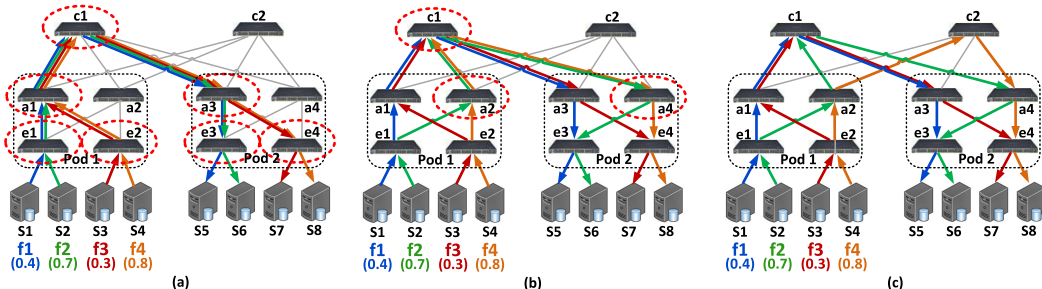 c1 c2
a1 a2 a3 a4
e1 e2 e3 e4
Pod 1 Pod 2
S1 S2 S3 S4 S5 S6 S7 S8
f1 f2 f3 f4
(0.4) (0.7) (0.3) (0.8)
(a)
c1 c2
a1 a2 a3 a4
e1 e2 e3 e4
Pod 1 Pod 2
S1 S2 S3 S4 S5 S6 S7 S8
f1 f2 f3 f4
(0.4) (0.7) (0.3) (0.8)
(b)
c1 c2
a1 a2 a3 a4
e1 e2 e3 e4
Pod 1 Pod 2
S1 S2 S3 S4 S5 S6 S7 S8
f1 f2 f3 f4
(0.4) (0.7) (0.3) (0.8)
(c)